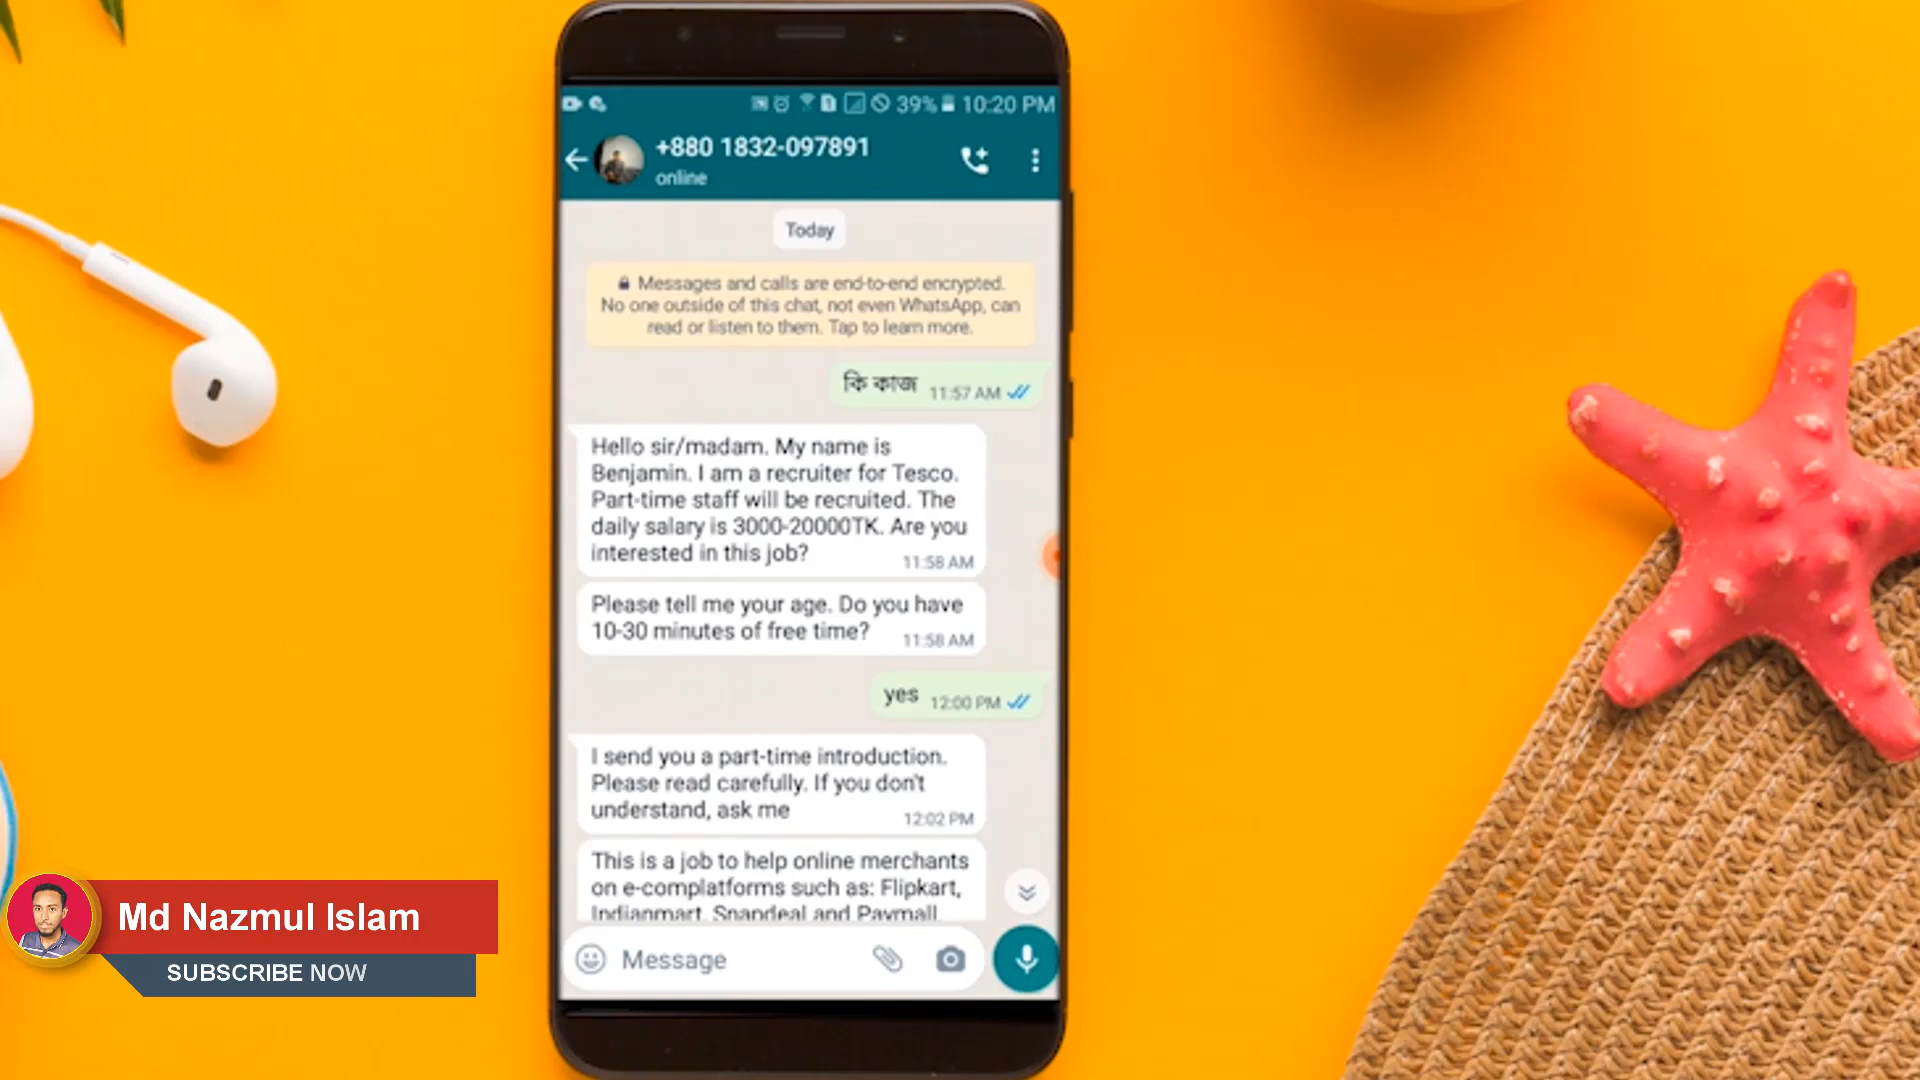 39% 10:20 PM
+880 1832-097891
online
Today
Messages and calls are end-to-end encrypted.
No one outside of this chat, not even WhatsApp, can
read or listen to them. Tap to learn more.
কি কাজ 11:57 AM
Hello sir/madam. My name is
Benjamin. I am a recruiter for Tesco.
Part-time staff will be recruited. The
daily salary is 3000-20000TK. Are you
interested in this job?
11:58 AM
Please tell me your age. Do you have
10-30 minutes of free time?
11:58 AM
yes 12:00 PM
I send you a part-time introduction.
Please read carefully. If you don't
understand, ask me
12:02 PM
This is a job to help online merchants
on e-complatforms such as: Flipkart,
Indianmart, Snapdeal and Paymall
Message
Md Nazmul Islam
SUBSCRIBE NOW